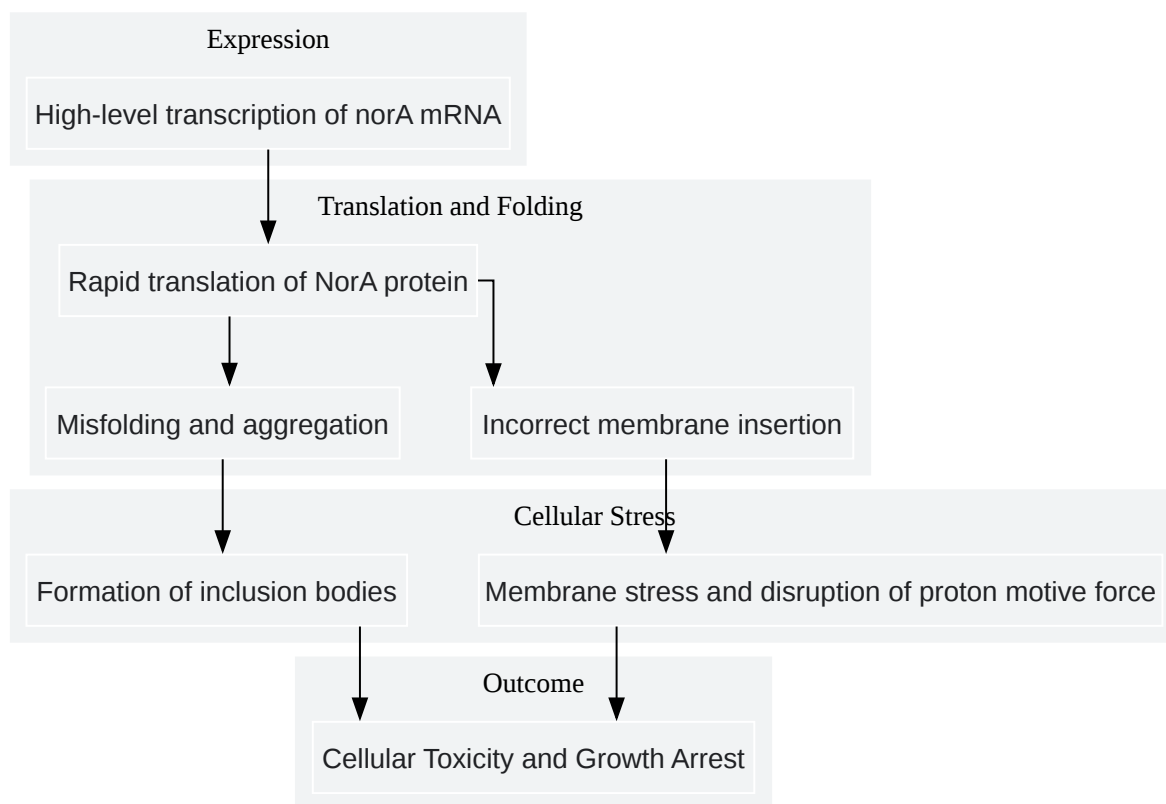 Expression
High-level transcription of norA mRNA
Translation and Folding
Rapid translation of NorA protein
Misfolding and aggregation
Incorrect membrane insertion
Cellular Stress
Formation of inclusion bodies
Membrane stress and disruption of proton motive force
Outcome
Cellular Toxicity and Growth Arrest